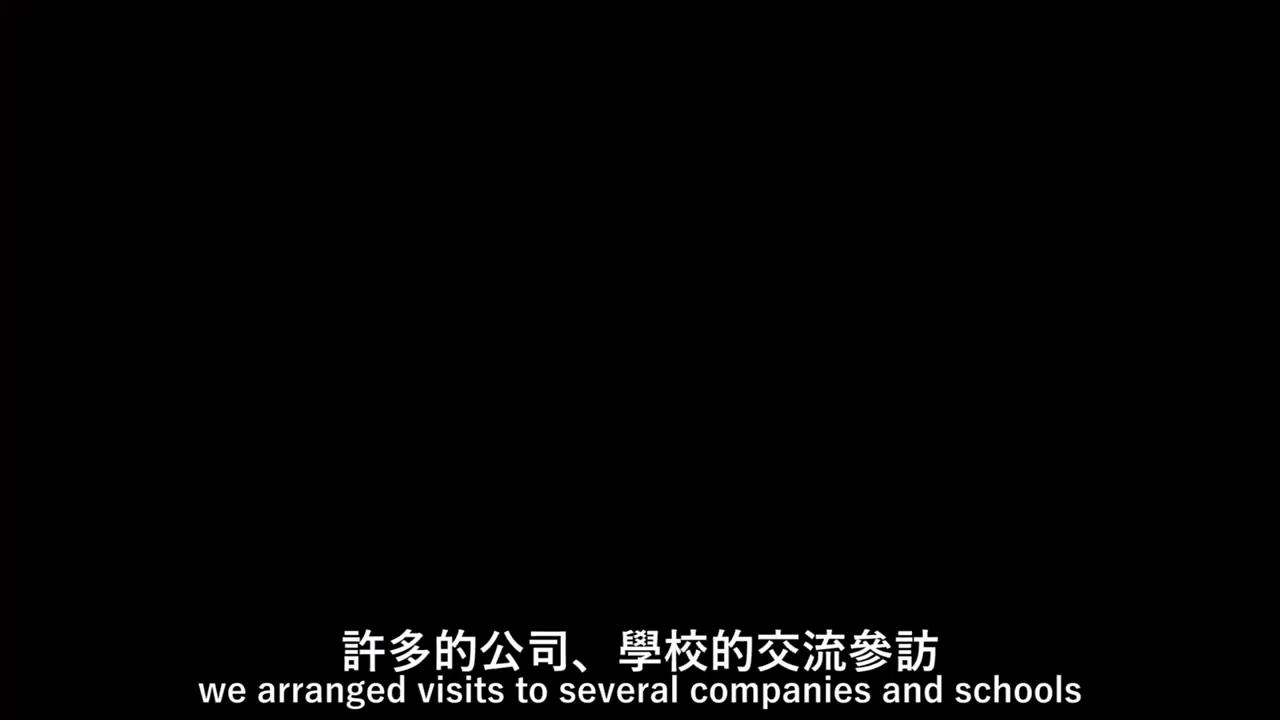 許多的公司、學校的交流參訪
we arranged visits to several companies and schools